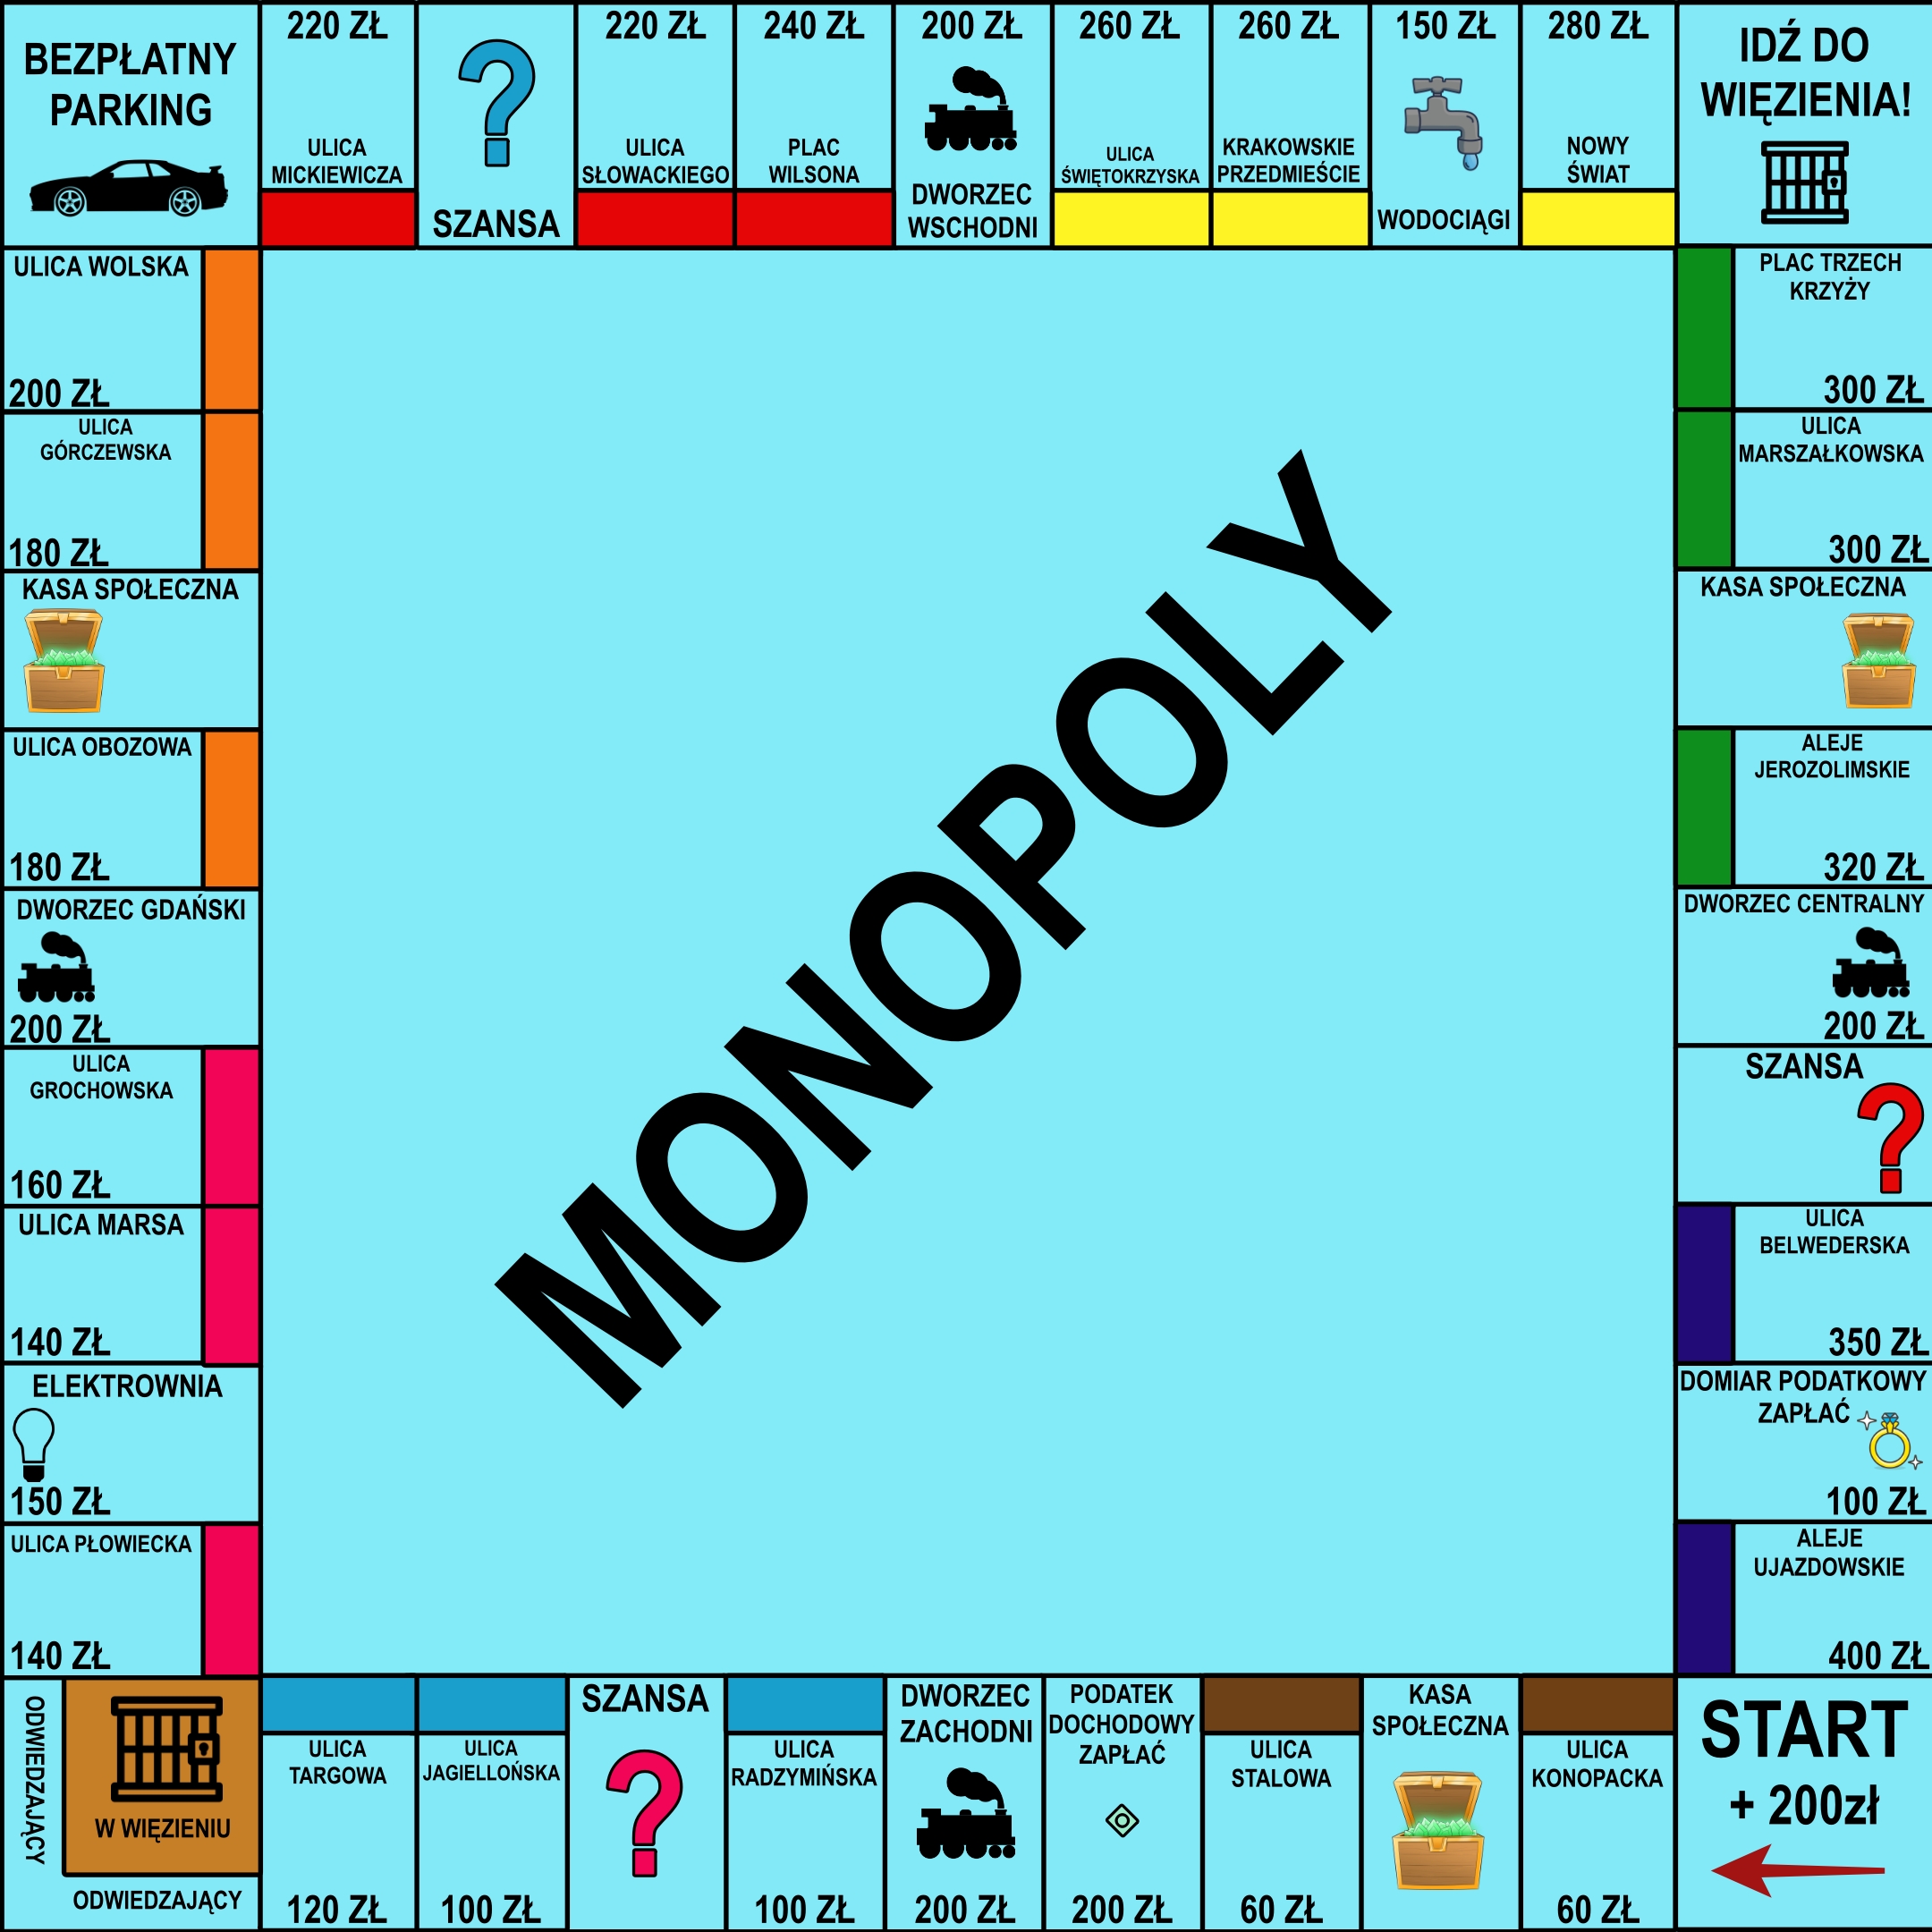 BEZPŁATNY
PARKING
220 ZŁ
ULICA
MICKIEWICZA
SZANSA
220 ZŁ
ULICA
SŁOWACKIEGO
240 ZŁ
PLAC
WILSONA
200 ZŁ
DWORZEC
WSCHODNI
260 ZŁ
ULICA
ŚWIĘTOKRZYSKA
260 ZŁ
KRAKOWSKIE
PRZEDMIEŚCIE
150 ZŁ
WODOCIĄGI
280 ZŁ
NOWY
ŚWIAT
IDŹ DO
WIĘZIENIA!
ULICA WOLSKA
200 ZŁ
ULICA
GÓRCZEWSKA
180 ZŁ
KASA SPOŁECZNA
ULICA OBOZOWA
180 ZŁ
DWORZEC GDAŃSKI
200 ZŁ
ULICA
GROCHOWSKA
160 ZŁ
ULICA MARSA
140 ZŁ
ELEKTROWNIA
150 ZŁ
ULICA PŁOWIECKA
140 ZŁ
MONOPOLY
PLAC TRZECH
KRZYŻY
300 ZŁ
ULICA
MARSZAŁKOWSKA
300 ZŁ
KASA SPOŁECZNA
ALEJE
JEROZOLIMSKIE
320 ZŁ
DWORZEC CENTRALNY
200 ZŁ
SZANSA
ULICA
BELWEDERSKA
350 ZŁ
DOMIAR PODATKOWY
ZAPŁAĆ
100 ZŁ
ALEJE
UJAZDOWSKIE
400 ZŁ
ODWIEDZAJĄCY
W WIĘZIENIU
ODWIEDZAJĄCY
ULICA
TARGOWA
120 ZŁ
ULICA
JAGIELLOŃSKA
100 ZŁ
SZANSA
ULICA
RADZYMIŃSKA
100 ZŁ
DWORZEC
ZACHODNI
200 ZŁ
PODATEK
DOCHODOWY
ZAPŁAĆ
200 ZŁ
ULICA
STALOWA
60 ZŁ
KASA
SPOŁECZNA
ULICA
KONOPACKA
60 ZŁ
START
+ 200zł